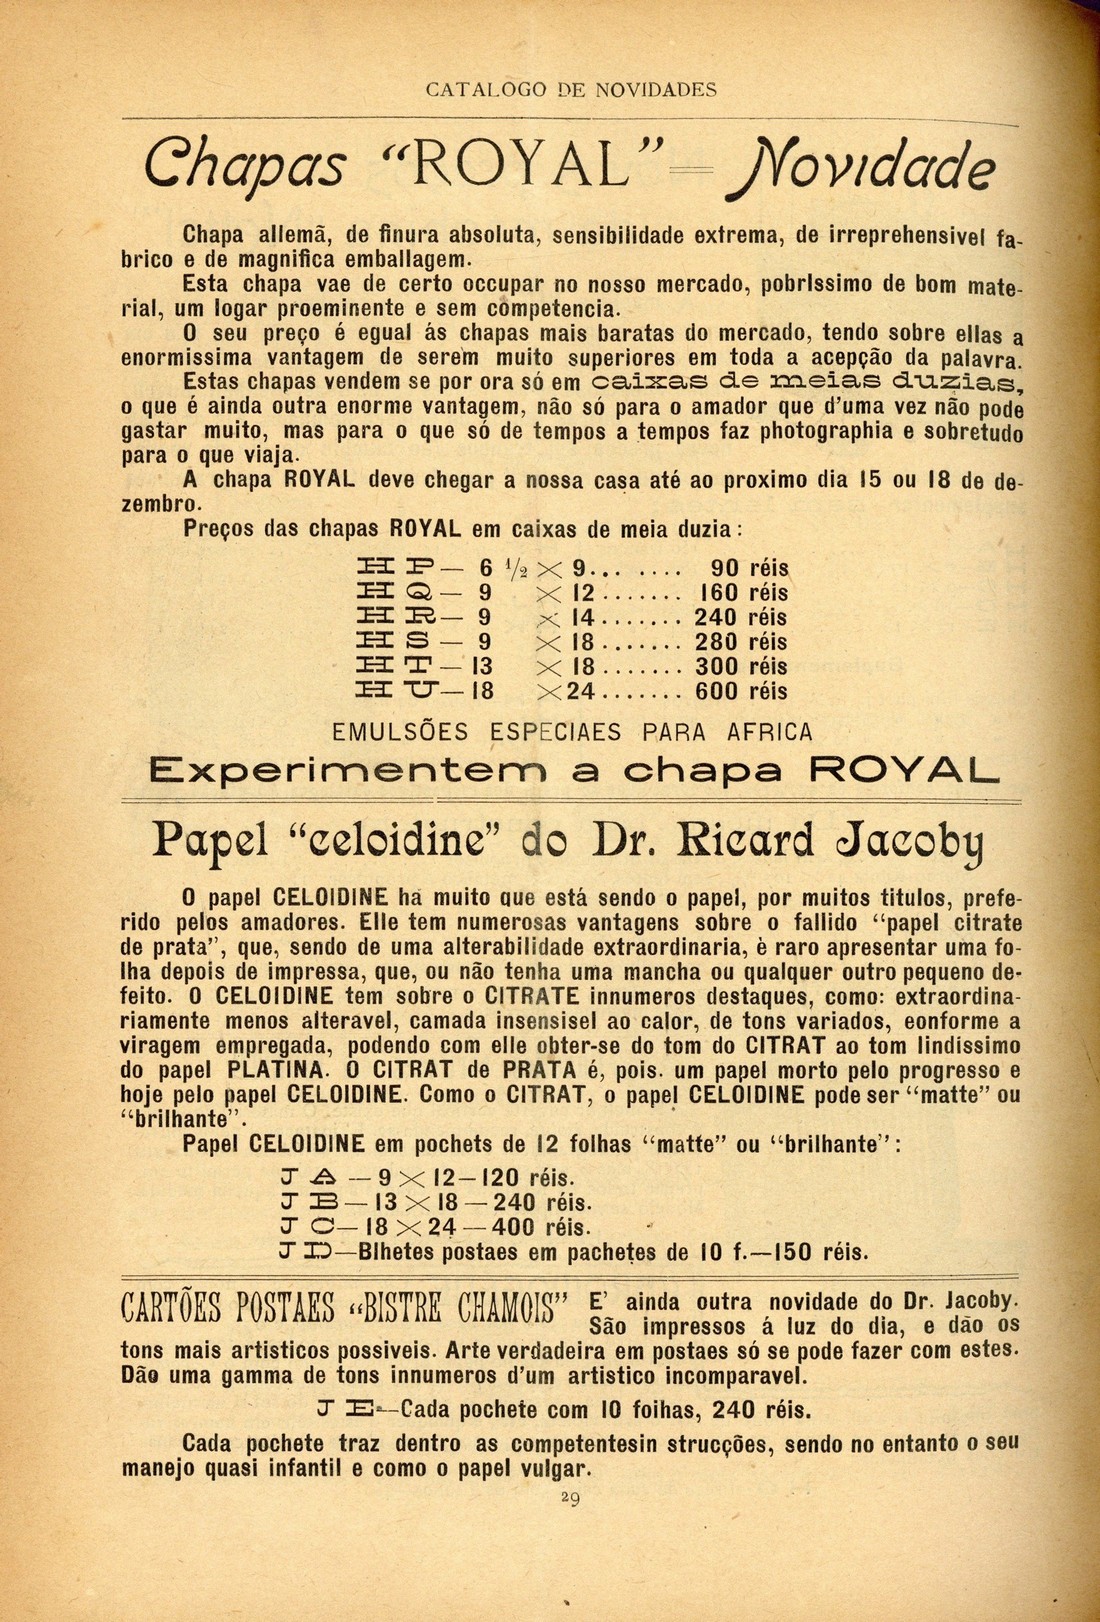 CATALOGO DE NOVIDADES
Chapas “ROYAL” = Novidade
Chapa allemã, de finura absoluta, sensibilidade extrema, de irreprehensivel fa-
brico e de magnifica emballagem.
Esta chapa vae de certo occupar no nosso mercado, pobrissimo de bom mate-
rial, um logar proeminente e sem competencia.
O seu preço é egual ás chapas mais baratas do mercado, tendo sobre ellas a
enormissima vantagem de serem muito superiores em toda a acepção da palavra.
Estas chapas vendem se por ora só em caixas de meias duzias,
o que é ainda outra enorme vantagem, não só para o amador que d’uma vez não pode
gastar muito, mas para o que só de tempos a tempos faz photographia e sobretudo
para o que viaja.
A chapa ROYAL deve chegar a nossa casa até ao proximo dia 15 ou 18 de de-
zembro.
Preços das chapas ROYAL em caixas de meia duzia:
H P — 6 1/2 × 9... .... 90 réis
H Q — 9 × 12....... 160 réis
H R — 9 × 14....... 240 réis
H S — 9 × 18....... 280 réis
H T — 13 × 18....... 300 réis
H U — 18 × 24....... 600 réis
EMULSÕES ESPECIAES PARA AFRICA
Experimentem a chapa ROYAL
Papel “celoidine” do Dr. Ricard Jacoby
O papel CELOIDINE há muito que está sendo o papel, por muitos titulos, prefe-
rido pelos amadores. Elle tem numerosas vantagens sobre o fallido “papel citrate
de prata”, que, sendo de uma alterabilidade extraordinaria, è raro apresentar uma fo-
lha depois de impressa, que, ou não tenha uma mancha ou qualquer outro pequeno de-
feito. O CELOIDINE tem sobre o CITRATE innumeros destaques, como: extraordina-
riamente menos alteravel, camada insensisel ao calor, de tons variados, eonforme a
viragem empregada, podendo com elle obter-se do tom do CITRAT ao tom lindissimo
do papel PLATINA. O CITRAT de PRATA é, pois. um papel morto pelo progresso e
hoje pelo papel CELOIDINE. Como o CITRAT, o papel CELOIDINE pode ser “matte” ou
“brilhante”.
Papel CELOIDINE em pochets de 12 folhas “matte” ou “brilhante”:
J A — 9 × 12 — 120 réis.
J B — 13 × 18 — 240 réis.
J C — 18 × 24 — 400 réis.
J D — Blhetes postaes em pachetes de 10 f. — 150 réis.
CARTÕES POSTAES “BISTRE CHAMOIS” E’ ainda outra novidade do Dr. Jacoby.
São impressos á luz do dia, e dão os
tons mais artisticos possiveis. Arte verdadeira em postaes só se pode fazer com estes.
Dão uma gamma de tons innumeros d’um artistico incomparavel.
J E — Cada pochete com 10 foihas, 240 réis.
Cada pochete traz dentro as competentesin strucções, sendo no entanto o seu
manejo quasi infantil e como o papel vulgar.
29